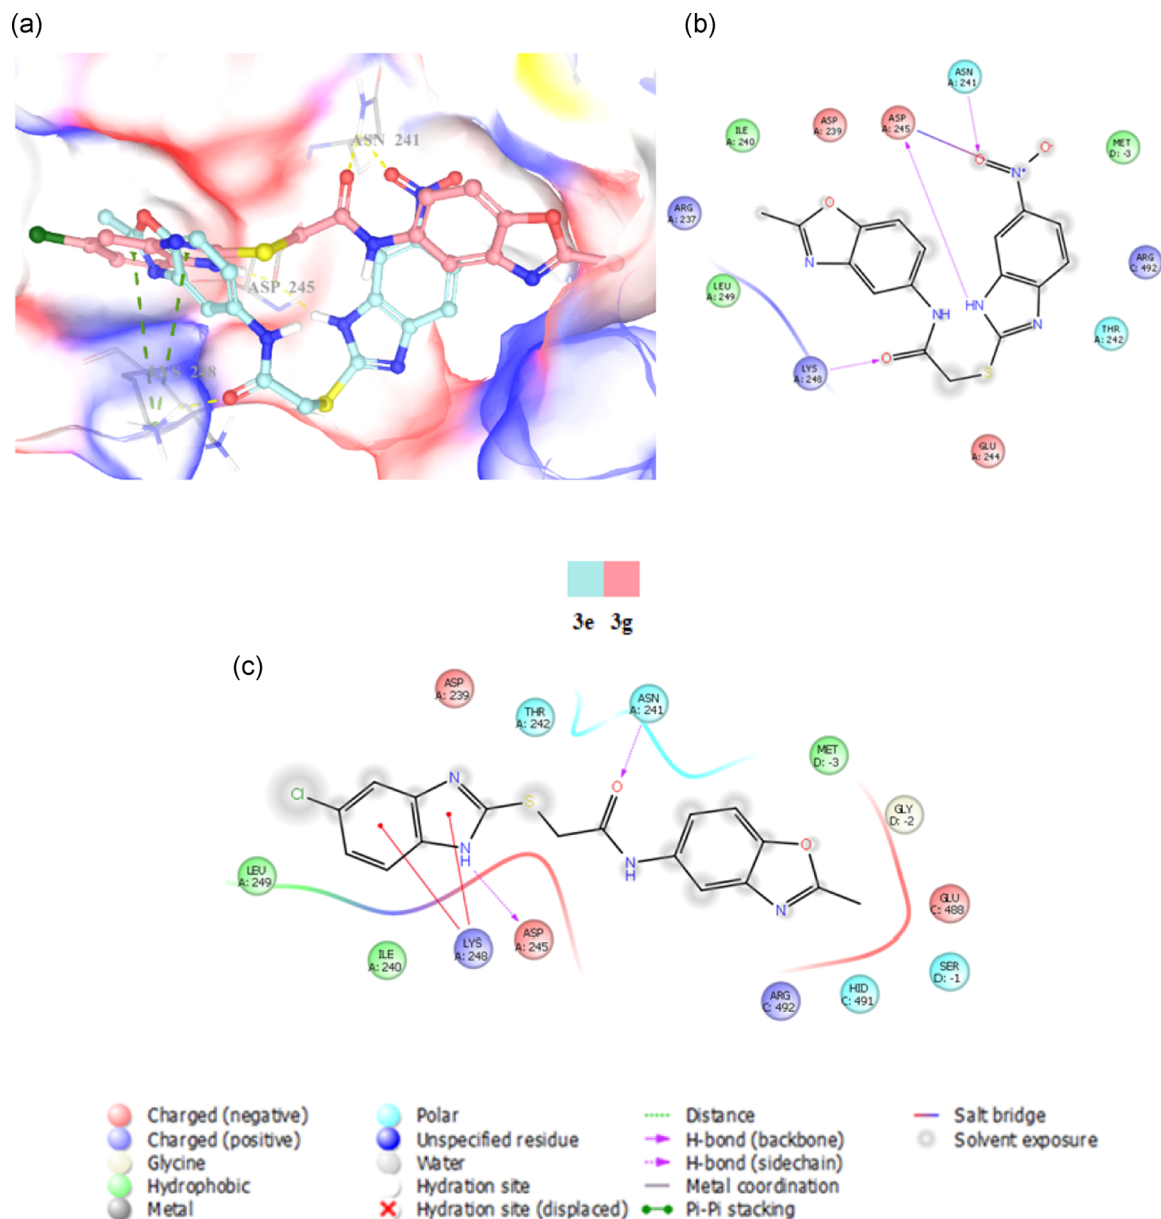 (a)
ASN 241
ASP 245
248
(b)
ASN
A: 241
ASP
A: 239
ASP
A: 245
ILE
A: 240
MET
D: -3
O
N+
O-
ARG
A: 237
O
N
ARG
C: 492
LEU
A: 249
HN
N
NH
THR
A: 242
LYS
A: 248
O
S
GLU
A: 244
3e 3g
(c)
ASP
A: 239
THR
A: 242
ASN
A: 241
MET
D: -3
Cl
N
S
O
GLY
D: -2
N
H
N
H
O
N
LEU
A: 249
GLU
C: 488
ILE
A: 240
LYS
A: 248
ASP
A: 245
ARG
C: 492
HID
C: 491
SER
D: -1
Charged (negative)
Charged (positive)
Glycine
Hydrophobic
Metal
Polar
Unspecified residue
Water
Hydration site
Hydration site (displaced)
Distance
H-bond (backbone)
H-bond (sidechain)
Metal coordination
Pi-Pi stacking
Salt bridge
Solvent exposure